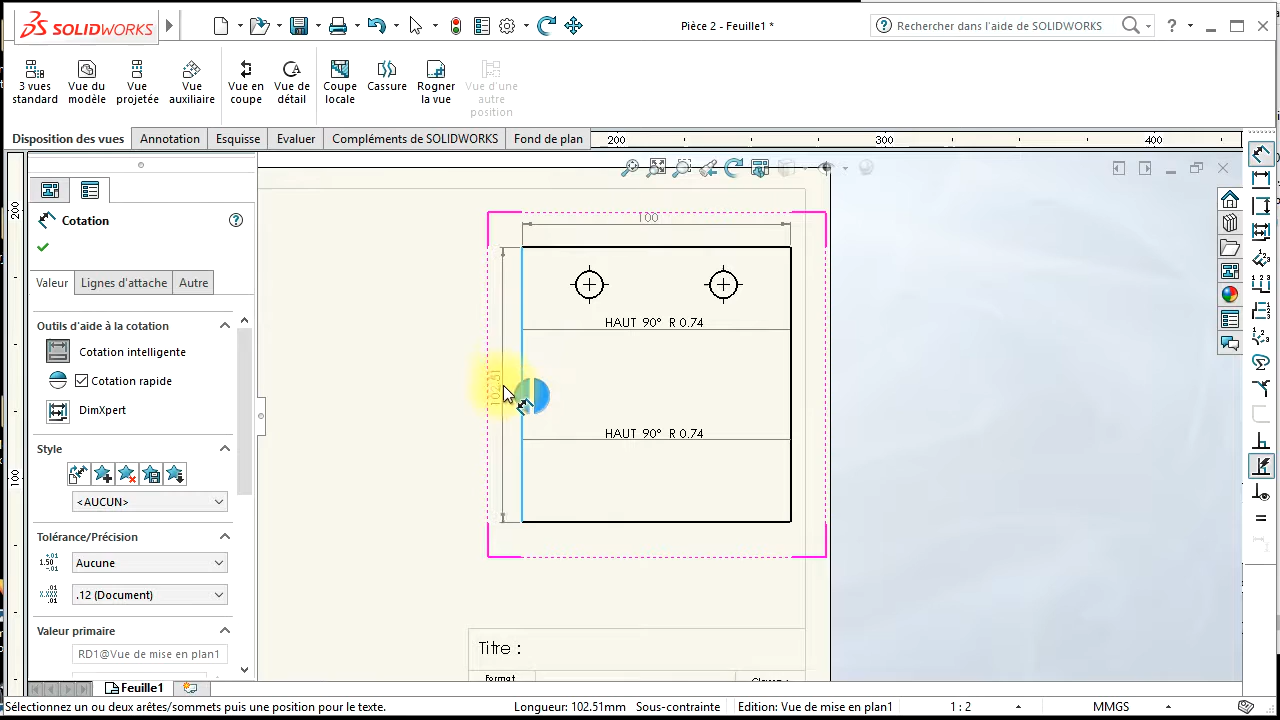 SOLIDWORKS
Pièce 2 - Feuille1 *
Rechercher dans l'aide de SOLIDWORKS
?
3 vues standard
Vue du modèle
Vue projetée
Vue auxiliaire
Vue en coupe
Vue de détail
Coupe locale
Cassure
Rogner la vue
Vue d'une autre position
Disposition des vues
Annotation
Esquisse
Evaluer
Compléments de SOLIDWORKS
Fond de plan
200
300
400
200
100
Cotation
?
Valeur
Lignes d'attache
Autre
Outils d'aide à la cotation
Cotation intelligente
Cotation rapide
DimXpert
Style
<AUCUN>
Tolérance/Précision
Aucune
.12 (Document)
Valeur primaire
RD1@Vue de mise en plan1
100
HAUT 90° R 0.74
102.51
HAUT 90° R 0.74
Titre :
Format
Feuille1
Sélectionnez un ou deux arêtes/sommets puis une position pour le texte.
Longueur: 102.51mm
Sous-contrainte
Edition: Vue de mise en plan1
1 : 2
MMGS